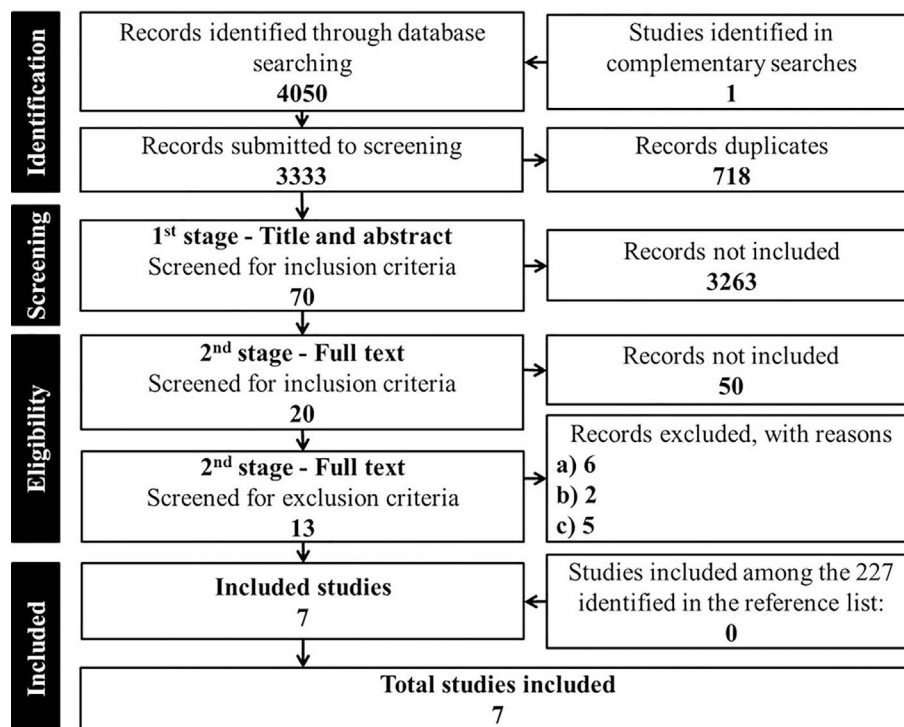 Identification
Records identified through database
searching
4050
Studies identified in
complementary searches
1
Records submitted to screening
3333
Records duplicates
718
Screening
1st stage - Title and abstract
Screened for inclusion criteria
70
Records not included
3263
Eligibility
2nd stage - Full text
Screened for inclusion criteria
20
Records not included
50
2nd stage - Full text
Screened for exclusion criteria
13
Records excluded, with reasons
a) 6
b) 2
c) 5
Included
Included studies
7
Studies included among the 227
identified in the reference list:
0
Total studies included
7